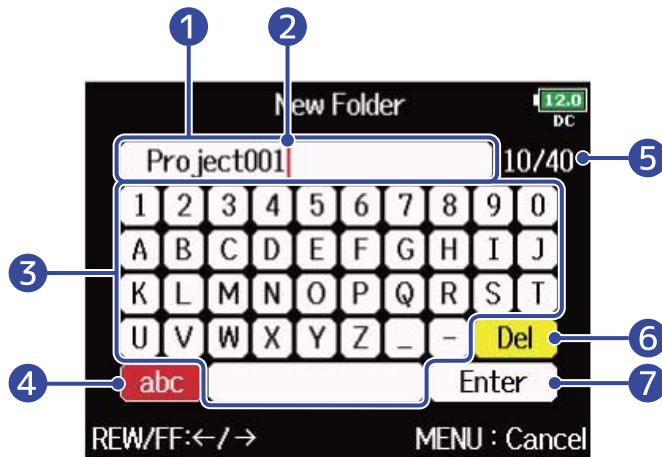 1 2
New Folder 12.0
DC
Project001 10/40 5
1 2 3 4 5 6 7 8 9 0
A B C D E F G H I J
3
K L M N O P Q R S T
U V W X Y Z _ - Del 6
4 abc Enter 7
REW/FF:←/→ MENU : Cancel